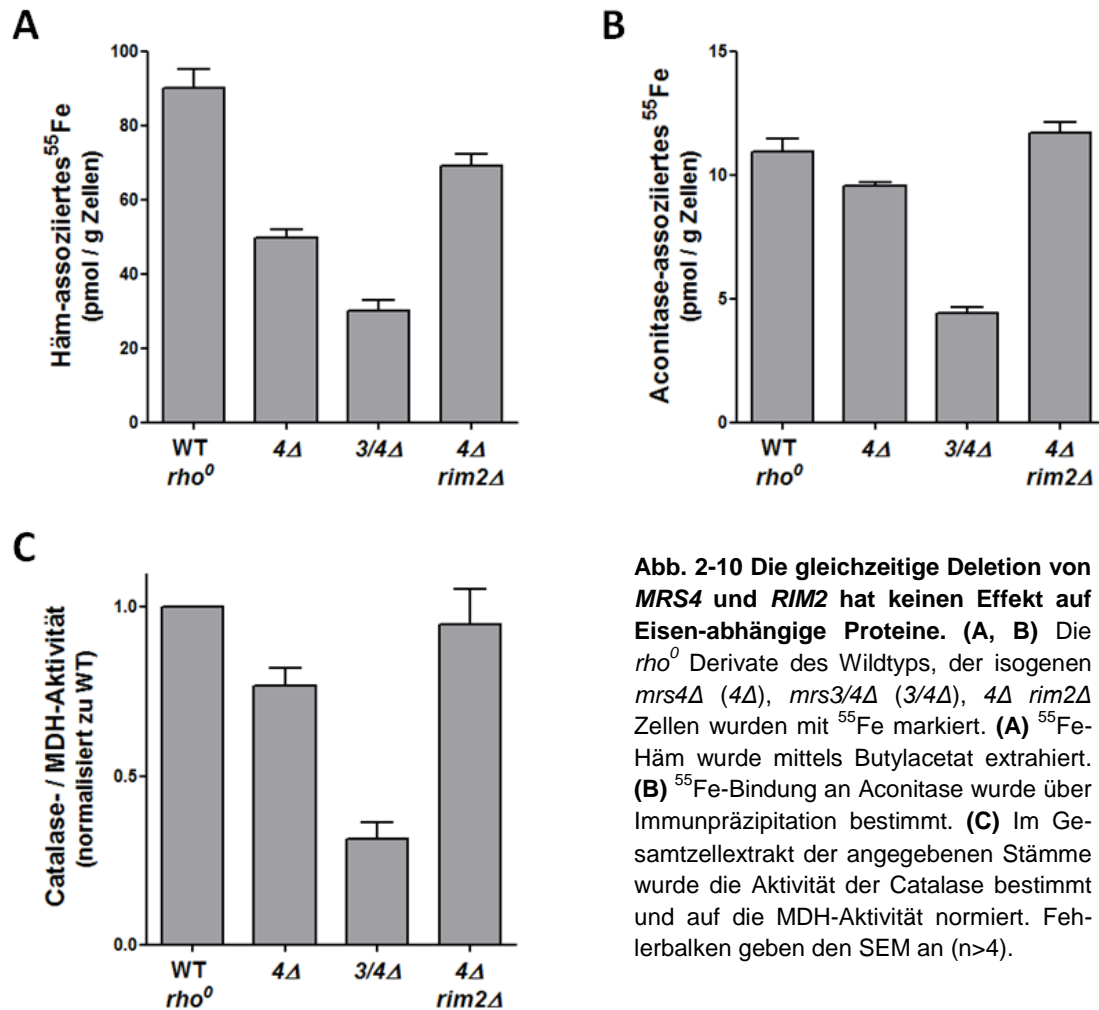 A
Häm-assoziiertes ⁵⁵Fe
(pmol / g Zellen)
100
80
60
40
20
0
WT
rho⁰
4Δ
3/4Δ
4Δ
rim2Δ
B
Aconitase-assoziiertes ⁵⁵Fe
(pmol / g Zellen)
15
10
5
0
WT
rho⁰
4Δ
3/4Δ
4Δ
rim2Δ
C
Catalase- / MDH-Aktivität
(normalisiert zu WT)
1.0
0.5
0.0
WT
rho⁰
4Δ
3/4Δ
4Δ
rim2Δ
Abb. 2-10 Die gleichzeitige Deletion von
MRS4 und RIM2 hat keinen Effekt auf
Eisen-abhängige Proteine. (A, B) Die
rho⁰ Derivate des Wildtyps, der isogenen
mrs4Δ (4Δ), mrs3/4Δ (3/4Δ), 4Δ rim2Δ
Zellen wurden mit ⁵⁵Fe markiert. (A) ⁵⁵Fe-
Häm wurde mittels Butylacetat extrahiert.
(B) ⁵⁵Fe-Bindung an Aconitase wurde über
Immunpräzipitation bestimmt. (C) Im Ge-
samtzellextrakt der angegebenen Stämme
wurde die Aktivität der Catalase bestimmt
und auf die MDH-Aktivität normiert. Feh-
lerbalken geben den SEM an (n>4).